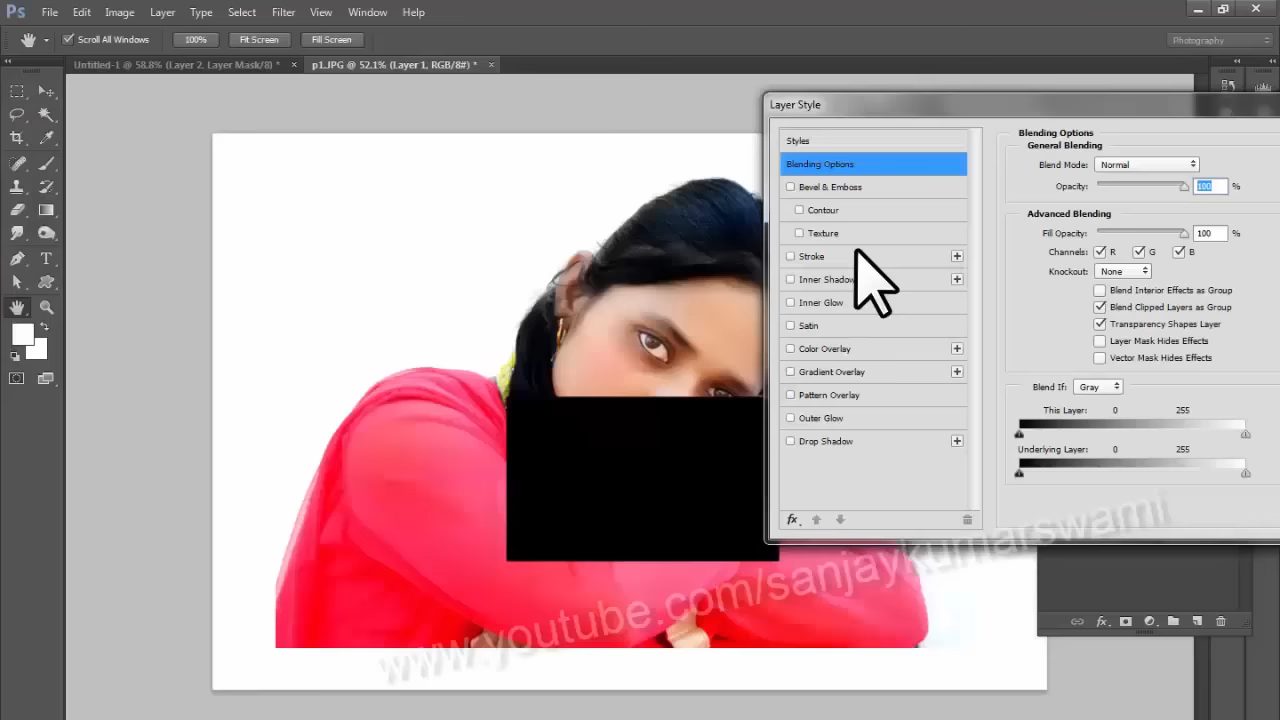 Ps File Edit Image Layer Type Select Filter View Window Help
Scroll All Windows 100% Fit Screen Fill Screen Photography
Untitled-1 @ 58.8% (Layer 2, Layer Mask/8) * × p1.JPG @ 52.1% (Layer 1, RGB/8#) * ×
Layer Style
Styles
Blending Options
Bevel & Emboss
Contour
Texture
Stroke
Inner Shadow
Inner Glow
Satin
Color Overlay
Gradient Overlay
Pattern Overlay
Outer Glow
Drop Shadow
fx
Blending Options
General Blending
Blend Mode: Normal
Opacity: 100 %
Advanced Blending
Fill Opacity: 100 %
Channels: R G B
Knockout: None
Blend Interior Effects as Group
Blend Clipped Layers as Group
Transparency Shapes Layer
Layer Mask Hides Effects
Vector Mask Hides Effects
Blend If: Gray
This Layer: 0 255
Underlying Layer: 0 255
fx
www.youtube.com/sanjaykumarswami